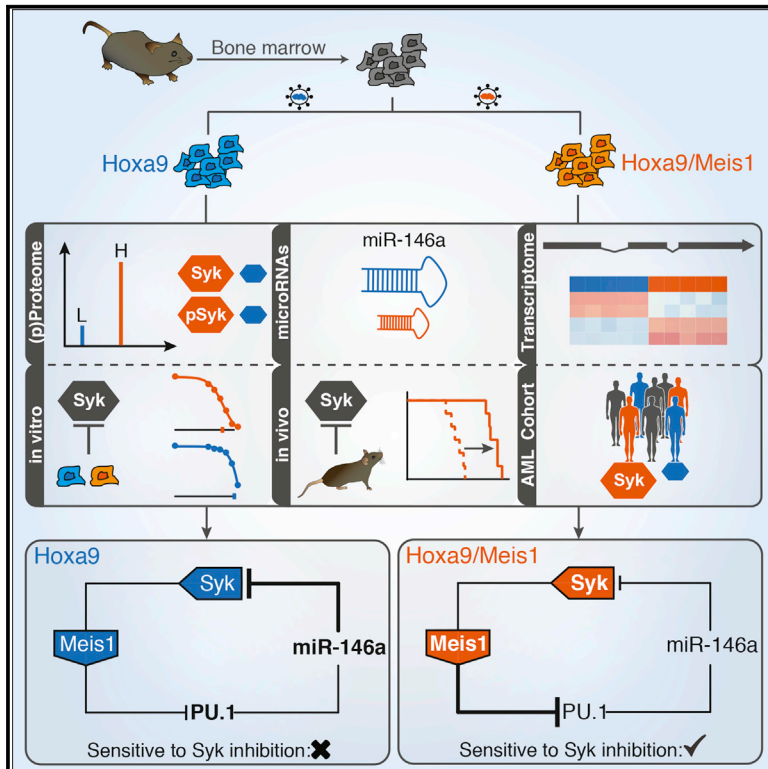 Bone marrow
Hoxa9
Hoxa9/Meis1
(p)Proteome
H
L
Syk
pSyk
microRNAs
miR-146a
Transcriptome
in vitro
Syk
in vivo
Syk
AML Cohort
Syk
Hoxa9
Syk
Meis1
miR-146a
PU.1
Sensitive to Syk inhibition: ✖
Hoxa9/Meis1
Syk
Meis1
miR-146a
PU.1
Sensitive to Syk inhibition: ✓